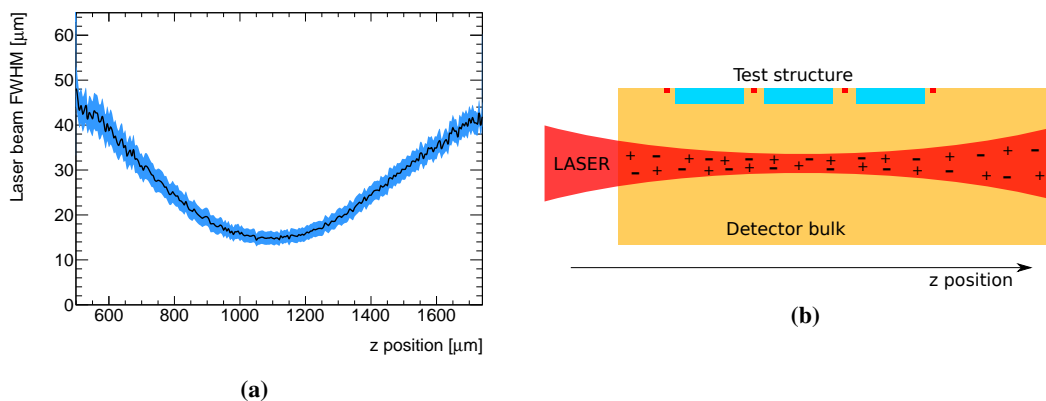 Laser beam FWHM [μm]
60
50
40
30
20
10
0
600
800
1000
1200
1400
1600
z position [μm]
(a)
Test structure
LASER
Detector bulk
z position
(b)